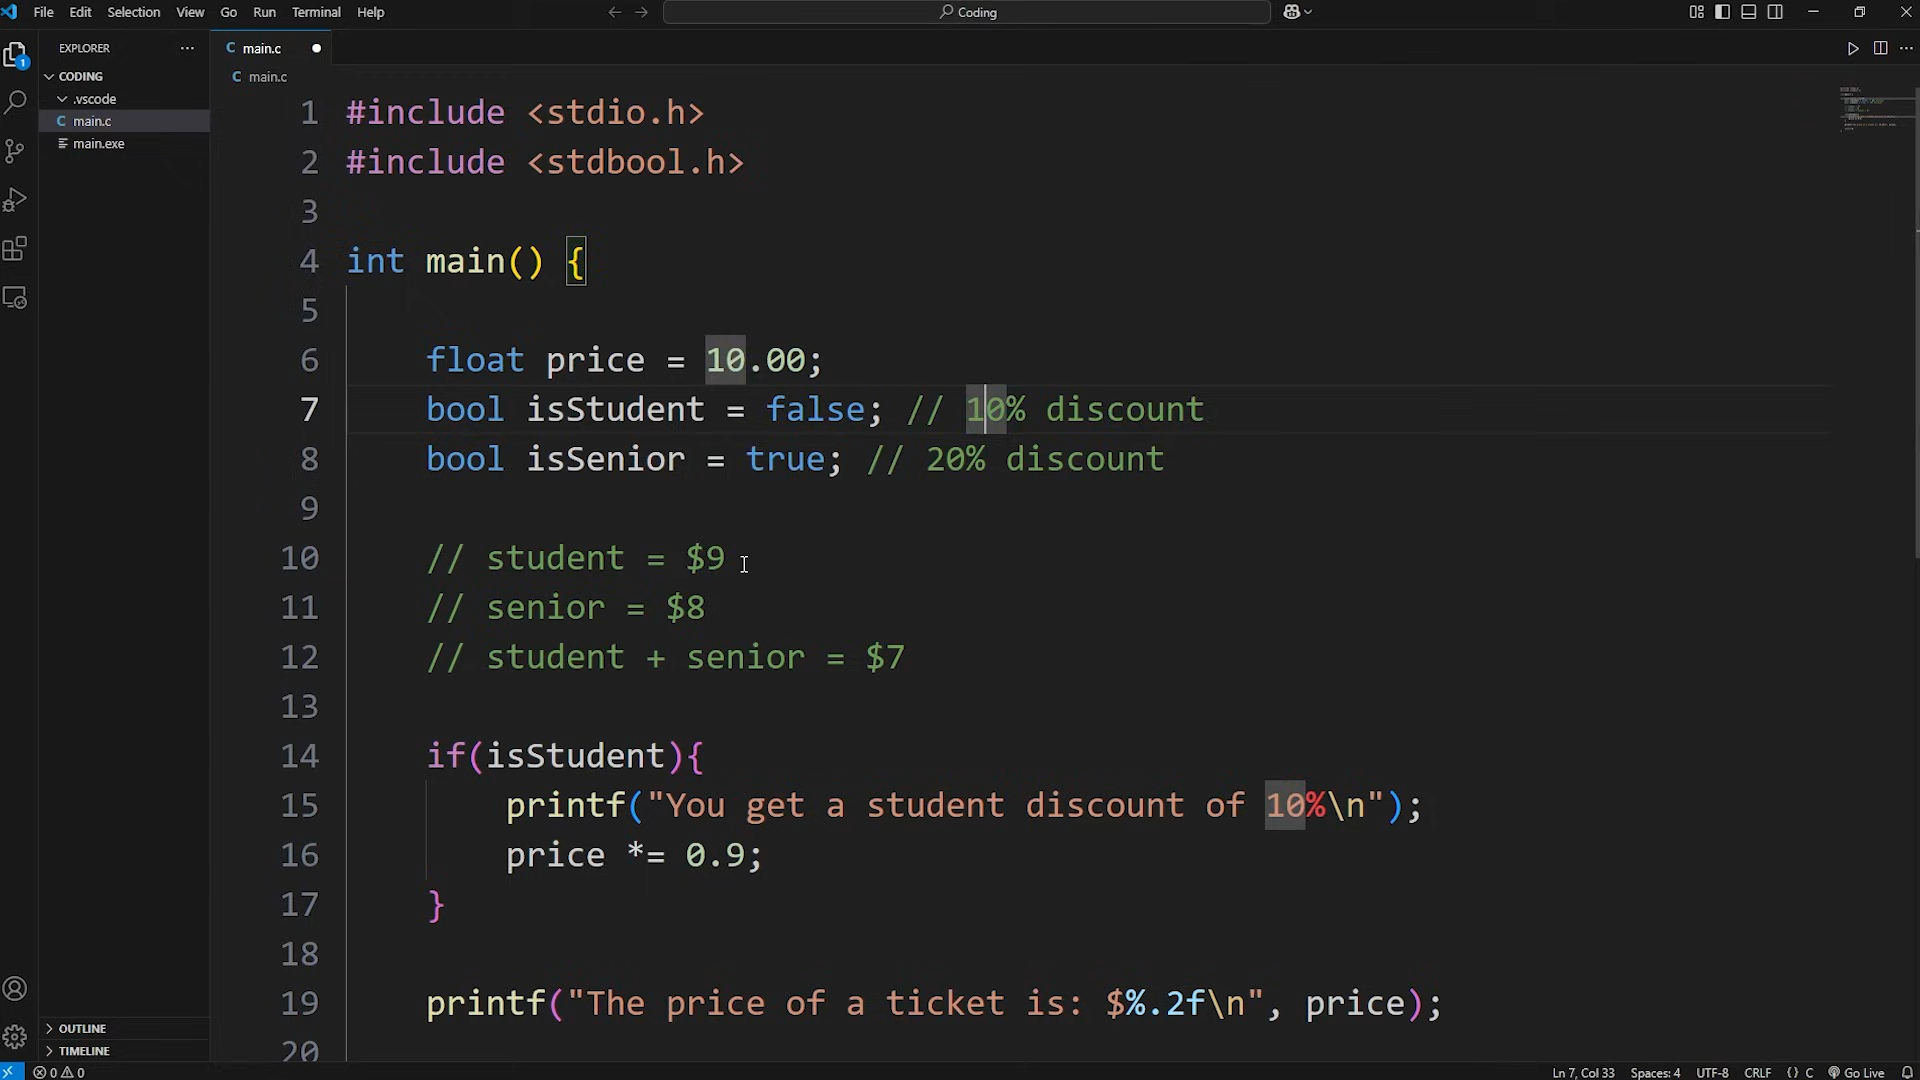 File Edit Selection View Go Run Terminal Help
Coding
EXPLORER
main.c
CODING
.vscode
main.c
main.exe
OUTLINE
TIMELINE
1
main.c
1 #include <stdio.h>
2 #include <stdbool.h>
3
4 int main() {
5
6 float price = 10.00;
7 bool isStudent = false; // 10% discount
8 bool isSenior = true; // 20% discount
9
10 // student = $9
11 // senior = $8
12 // student + senior = $7
13
14 if(isStudent){
15 printf("You get a student discount of 10%\n");
16 price *= 0.9;
17 }
18
19 printf("The price of a ticket is: $%.2f\n", price);
20
0 0
Ln 7, Col 33 Spaces: 4 UTF-8 CRLF {} C Go Live